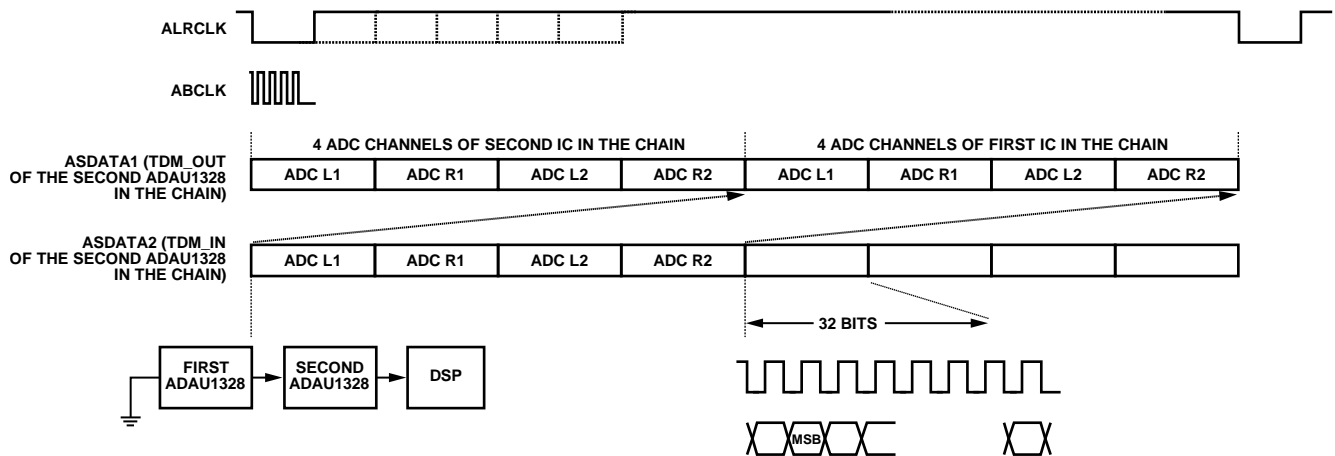 ALRCLK
ABCLK
4 ADC CHANNELS OF SECOND IC IN THE CHAIN
4 ADC CHANNELS OF FIRST IC IN THE CHAIN
ASDATA1 (TDM_OUT
OF THE SECOND ADAU1328
IN THE CHAIN)
ADC L1
ADC R1
ADC L2
ADC R2
ADC L1
ADC R1
ADC L2
ADC R2
ASDATA2 (TDM_IN
OF THE SECOND ADAU1328
IN THE CHAIN)
ADC L1
ADC R1
ADC L2
ADC R2
32 BITS
FIRST
ADAU1328
SECOND
ADAU1328
DSP
MSB